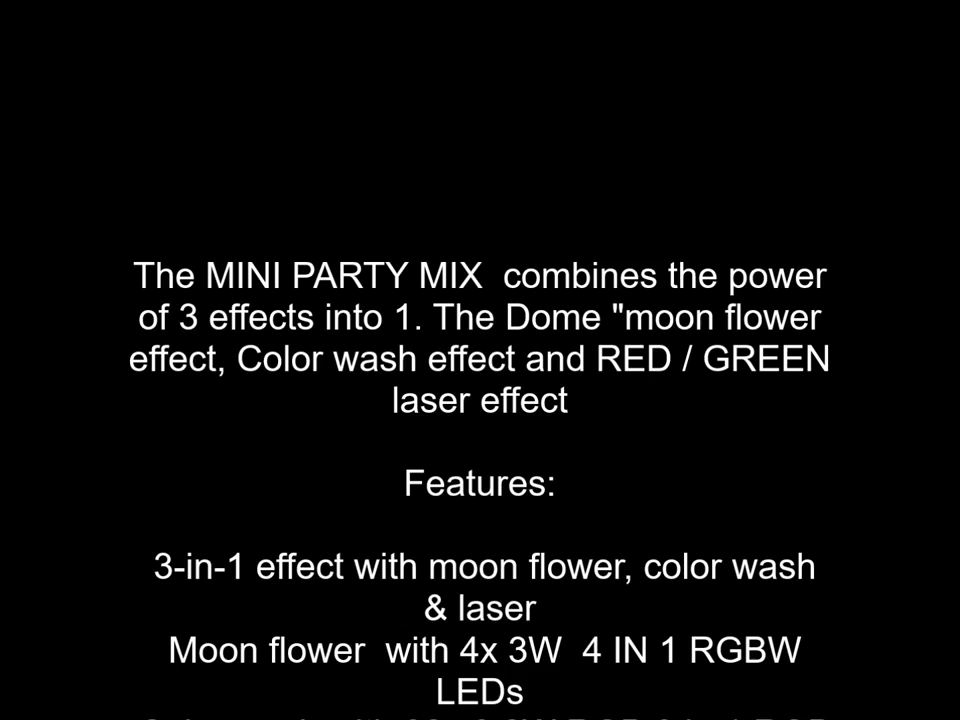 The MINI PARTY MIX  combines the power
of 3 effects into 1. The Dome "moon flower
effect, Color wash effect and RED / GREEN
laser effect
Features:
3-in-1 effect with moon flower, color wash
& laser
Moon flower  with 4x 3W  4 IN 1 RGBW
LEDs